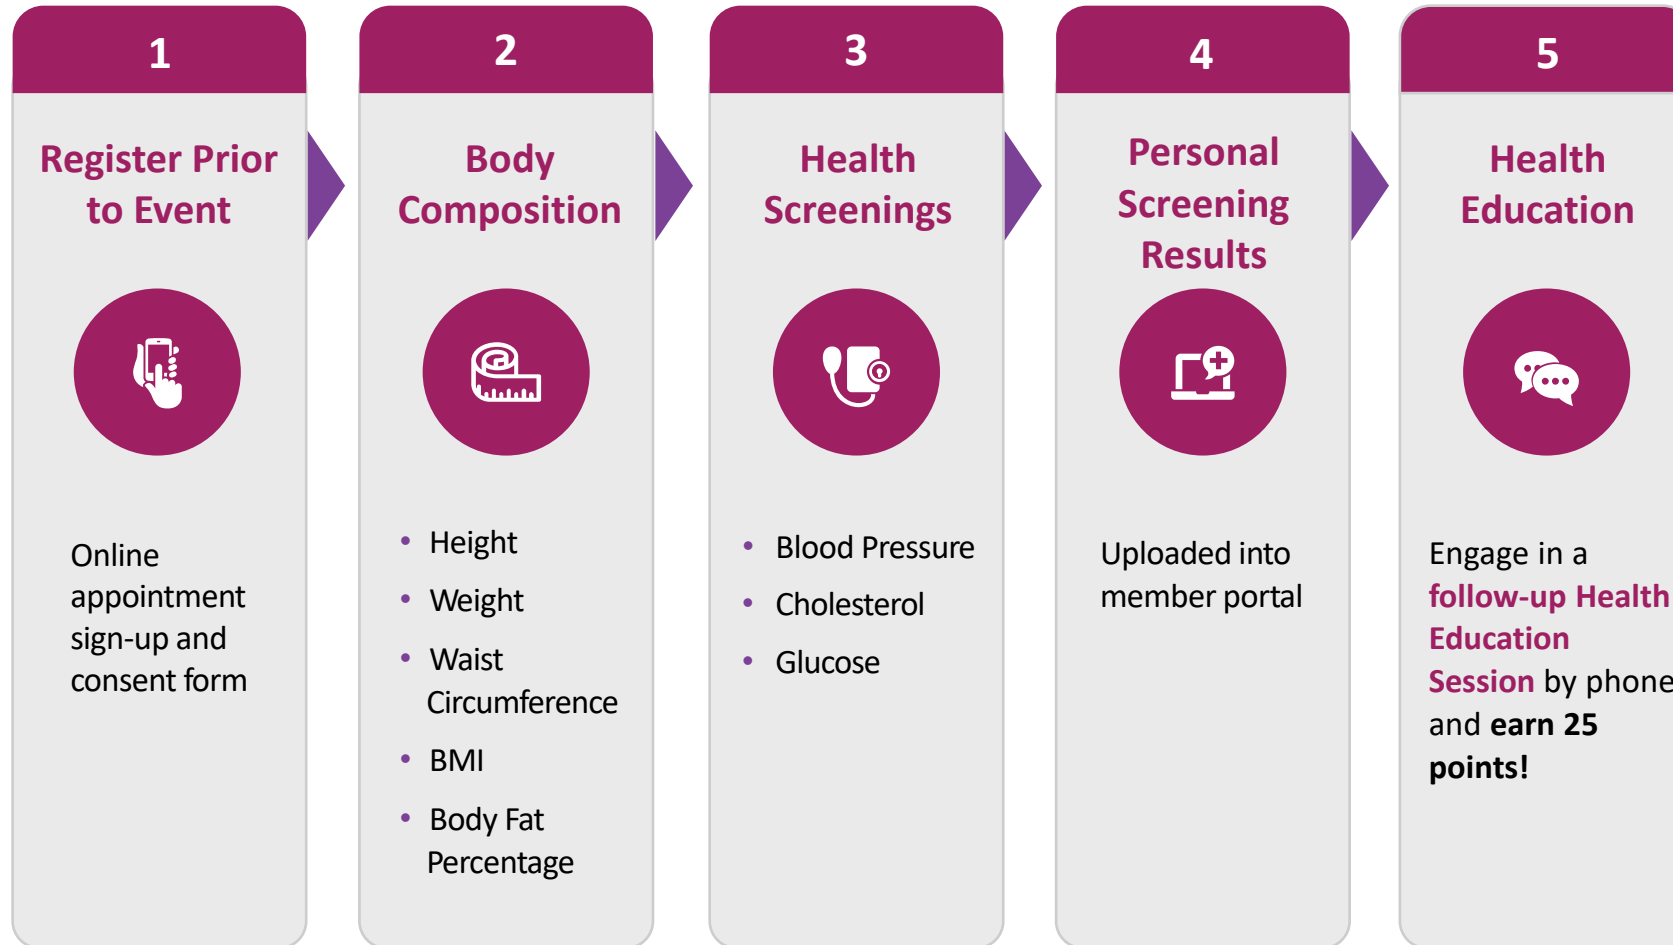 1
Register Prior
to Event
Online
appointment
sign-up and
consent form
2
Body
Composition
• Height
• Weight
• Waist
Circumference
• BMI
• Body Fat
Percentage
3
Health
Screenings
• Blood Pressure
• Cholesterol
• Glucose
4
Personal
Screening
Results
Uploaded into
member portal
5
Health
Education
Engage in a
follow-up Health
Education
Session by phone
and earn 25
points!